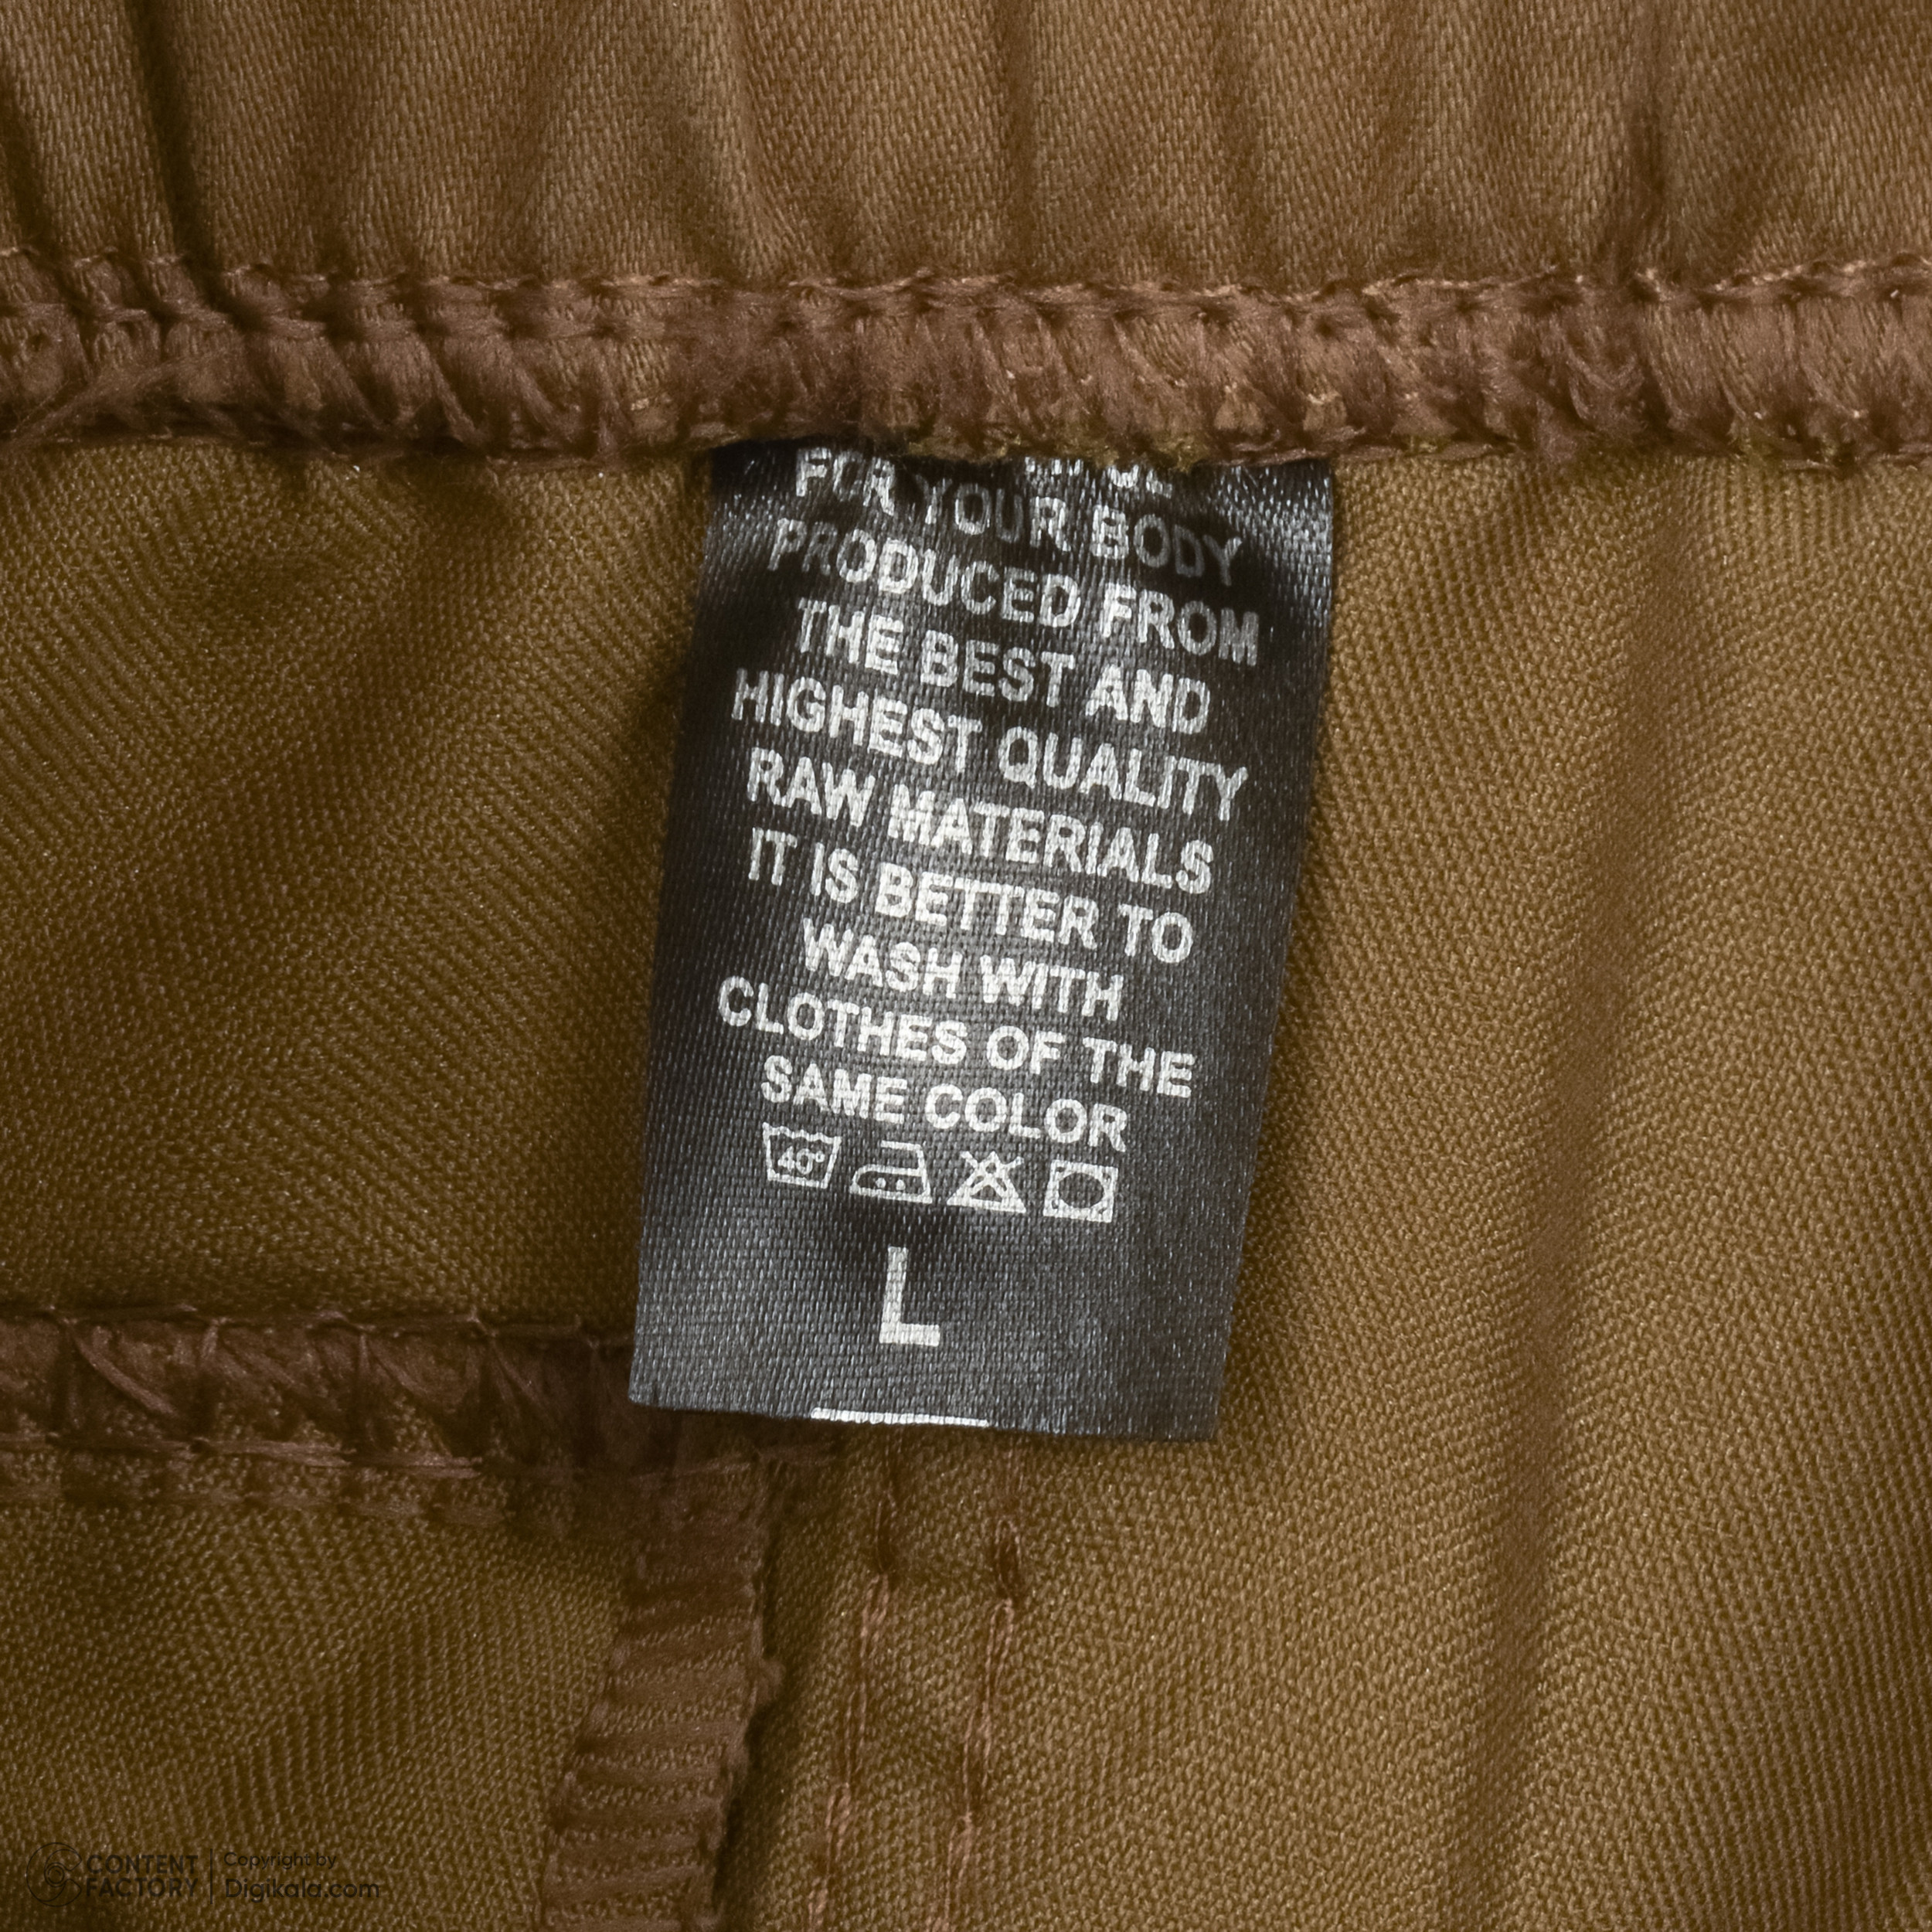 FOR YOUR BODY
PRODUCED FROM
THE BEST AND
HIGHEST QUALITY
RAW MATERIALS
IT IS BETTER TO
WASH WITH
CLOTHES OF THE
SAME COLOR
40°
L
CONTENT FACTORY
Copyright by
Digikala.com